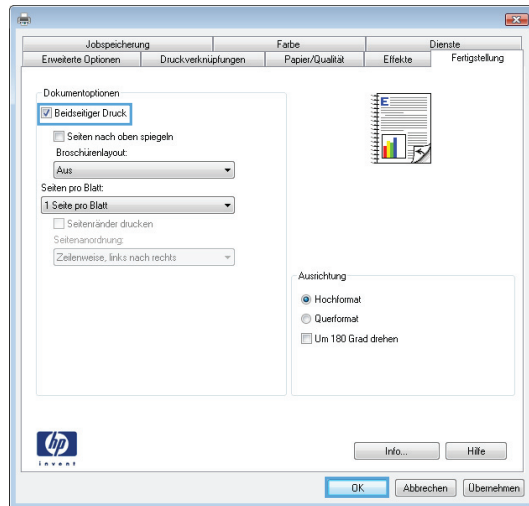 Jobspeicherung Farbe Dienste
Erweiterte Optionen Druckverknüpfungen Papier/Qualität Effekte Fertigstellung
Dokumentoptionen
Beidseitiger Druck
Seiten nach oben spiegeln
Broschürenlayout:
Aus
Seiten pro Blatt:
1 Seite pro Blatt
Seitenränder drucken
Seitenanordnung:
Zeilenweise, links nach rechts
E
Ausrichtung
Hochformat
Querformat
Um 180 Grad drehen
hp
invent
Info... Hilfe
OK Abbrechen Übernehmen